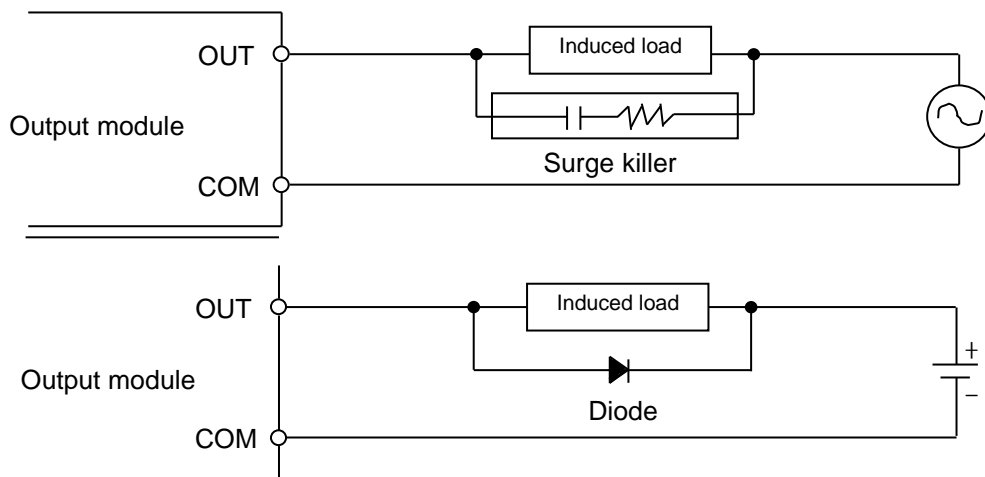 OUT
Induced load
Output module
Surge killer
COM
OUT
Induced load
+
Output module
−
Diode
COM